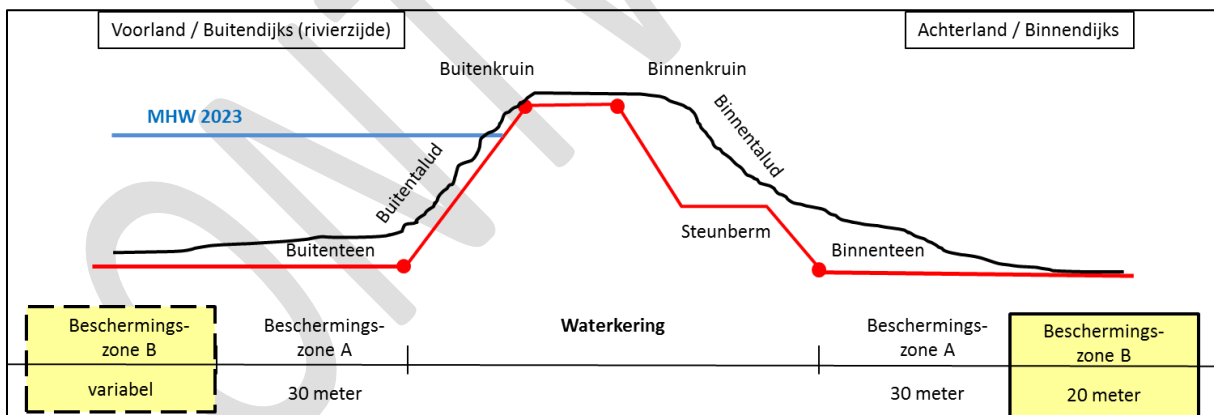 Voorland / Buitendijks (rivierzijde)
Achterland / Binnendijks
Buitenkruin
Binnenkruin
MHW 2023
Buitentalud
Binnentalud
Buitenteen
Steunberm
Binnenteen
Beschermings-
zone B
Beschermings-
zone A
Waterkering
Beschermings-
zone A
Beschermings-
zone B
variabel
30 meter
30 meter
20 meter